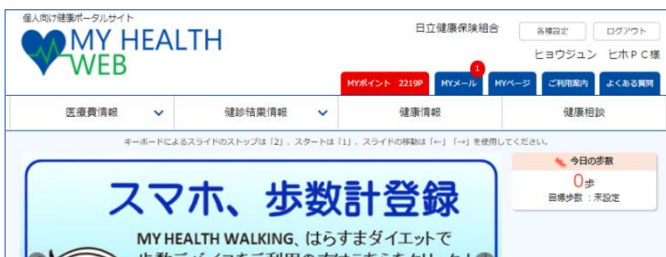 個人向け健康ポータルサイト
MY HEALTH
WEB
日立健康保険組合
各種設定
ログアウト
ヒヨウジュン ヒホPC様
MYポイント 2219P
MYメール
1
MYページ
ご利用案内
よくある質問
医療費情報
健診結果情報
健康情報
健康相談
キーボードによるスライドのストップは「2」、スタートは「1」、スライドの移動は「←」「→」を使用してください。
今日の歩数
0歩
目標歩数 : 未設定
スマホ、歩数計登録
MY HEALTH WALKING、はらすまダイエットで